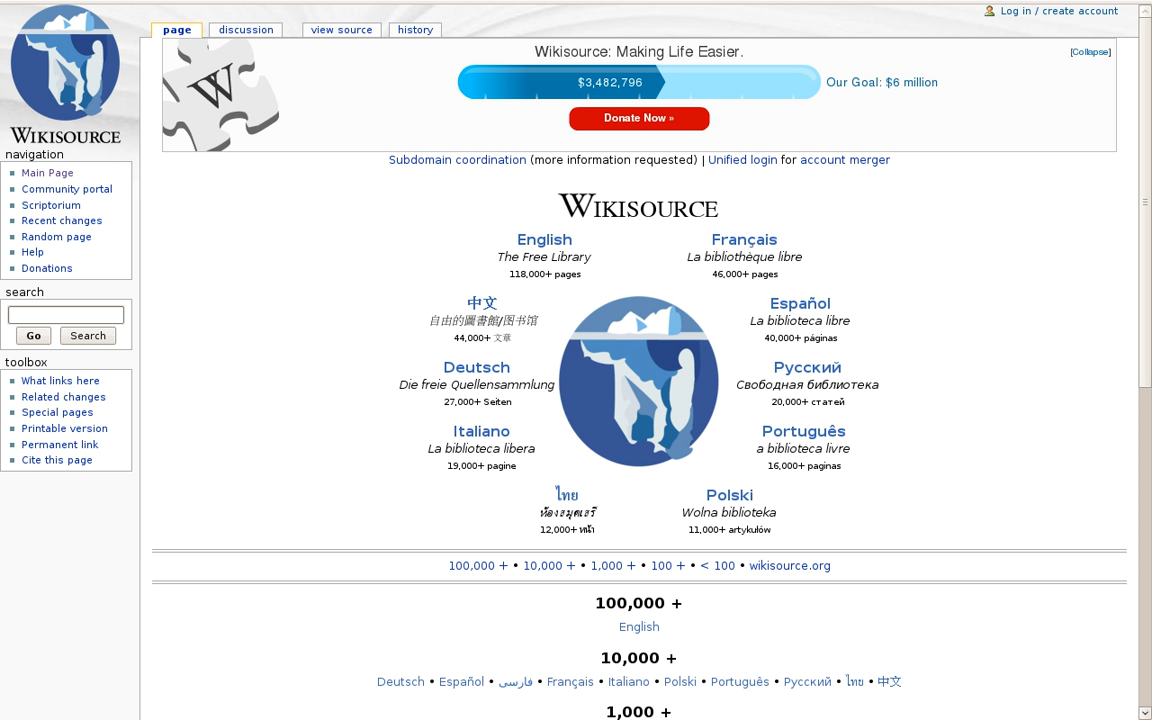 Log in / create account
page
discussion
view source
history
Wikisource: Making Life Easier.
[Collapse]
$3,482,796
Our Goal: $6 million
Donate Now »
W
WIKISOURCE
navigation
Main Page
Community portal
Scriptorium
Recent changes
Random page
Help
Donations
search
Go
Search
toolbox
What links here
Related changes
Special pages
Printable version
Permanent link
Cite this page
Subdomain coordination (more information requested) | Unified login for account merger
WIKISOURCE
English
The Free Library
118,000+ pages
Français
La bibliothèque libre
46,000+ pages
中文
自由的圖書館/图书馆
44,000+ 文章
Español
La biblioteca libre
40,000+ páginas
Deutsch
Die freie Quellensammlung
27,000+ Seiten
Русский
Свободная библиотека
20,000+ статей
Italiano
La biblioteca libera
19,000+ pagine
Português
a biblioteca livre
16,000+ paginas
ไทย
ห้องสมุดเสรี
12,000+ หน้า
Polski
Wolna biblioteka
11,000+ artykułów
100,000 + • 10,000 + • 1,000 + • 100 + • < 100 • wikisource.org
100,000 +
English
10,000 +
Deutsch • Español • فارسی • Français • Italiano • Polski • Português • Русский • ไทย • 中文
1,000 +